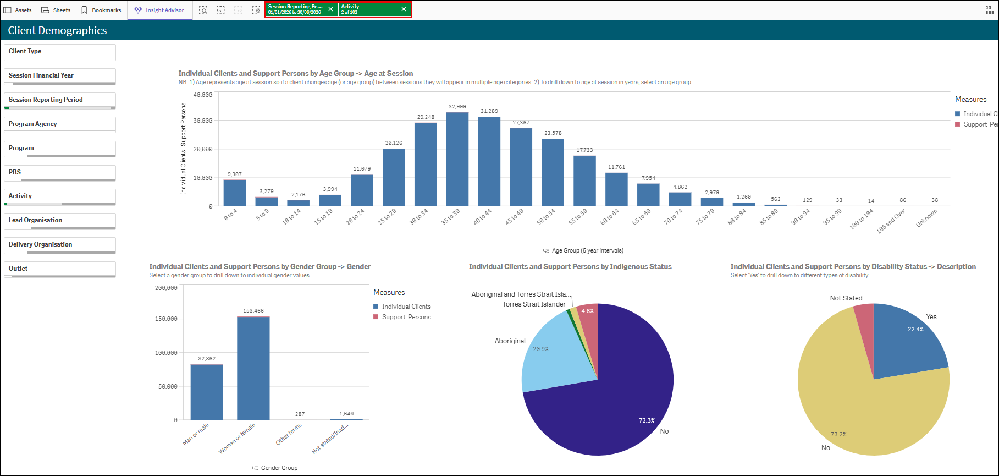 Assets
Sheets
Bookmarks
Insight Advisor
Session Reporting Pe...
01/01/2026 to 30/06/2026
Activity
2 of 103
Client Demographics
Client Type
Session Financial Year
Session Reporting Period
Program Agency
Program
PBS
Activity
Lead Organisation
Delivery Organisation
Outlet
Individual Clients and Support Persons by Age Group -> Age at Session
NB: 1) Age represents age at session so if a client changes age (or age group) between sessions they will appear in multiple age categories. 2) To drill down to age at session in years, select an age group
Individual Clients, Support Persons
40,000
30,000
20,000
10,000
0
9,307
3,279
2,176
3,994
11,079
20,126
29,248
32,999
31,289
27,367
23,578
17,733
11,761
7,954
4,862
2,979
1,260
562
129
33
14
86
38
0 to 4
5 to 9
10 to 14
15 to 19
20 to 24
25 to 29
30 to 34
35 to 39
40 to 44
45 to 49
50 to 54
55 to 59
60 to 64
65 to 69
70 to 74
75 to 79
80 to 84
85 to 89
90 to 94
95 to 99
100 to 104
105 and Over
Unknown
Age Group (5 year intervals)
Measures
Individual Cl
Support Per
Individual Clients and Support Persons by Gender Group -> Gender
Select a gender group to drill down to individual gender values
200,000
150,000
100,000
50,000
0
82,862
153,466
287
1,640
Man or male
Woman or female
Other terms
Not stated/Inad...
Gender Group
Measures
Individual Clients
Support Persons
Individual Clients and Support Persons by Indigenous Status
Aboriginal and Torres Strait Isla...
Torres Strait Islander
4.6%
Aboriginal
20.9%
72.3%
No
Individual Clients and Support Persons by Disability Status -> Description
Select 'Yes' to drill down to different types of disability
Not Stated
Yes
22.4%
73.2%
No